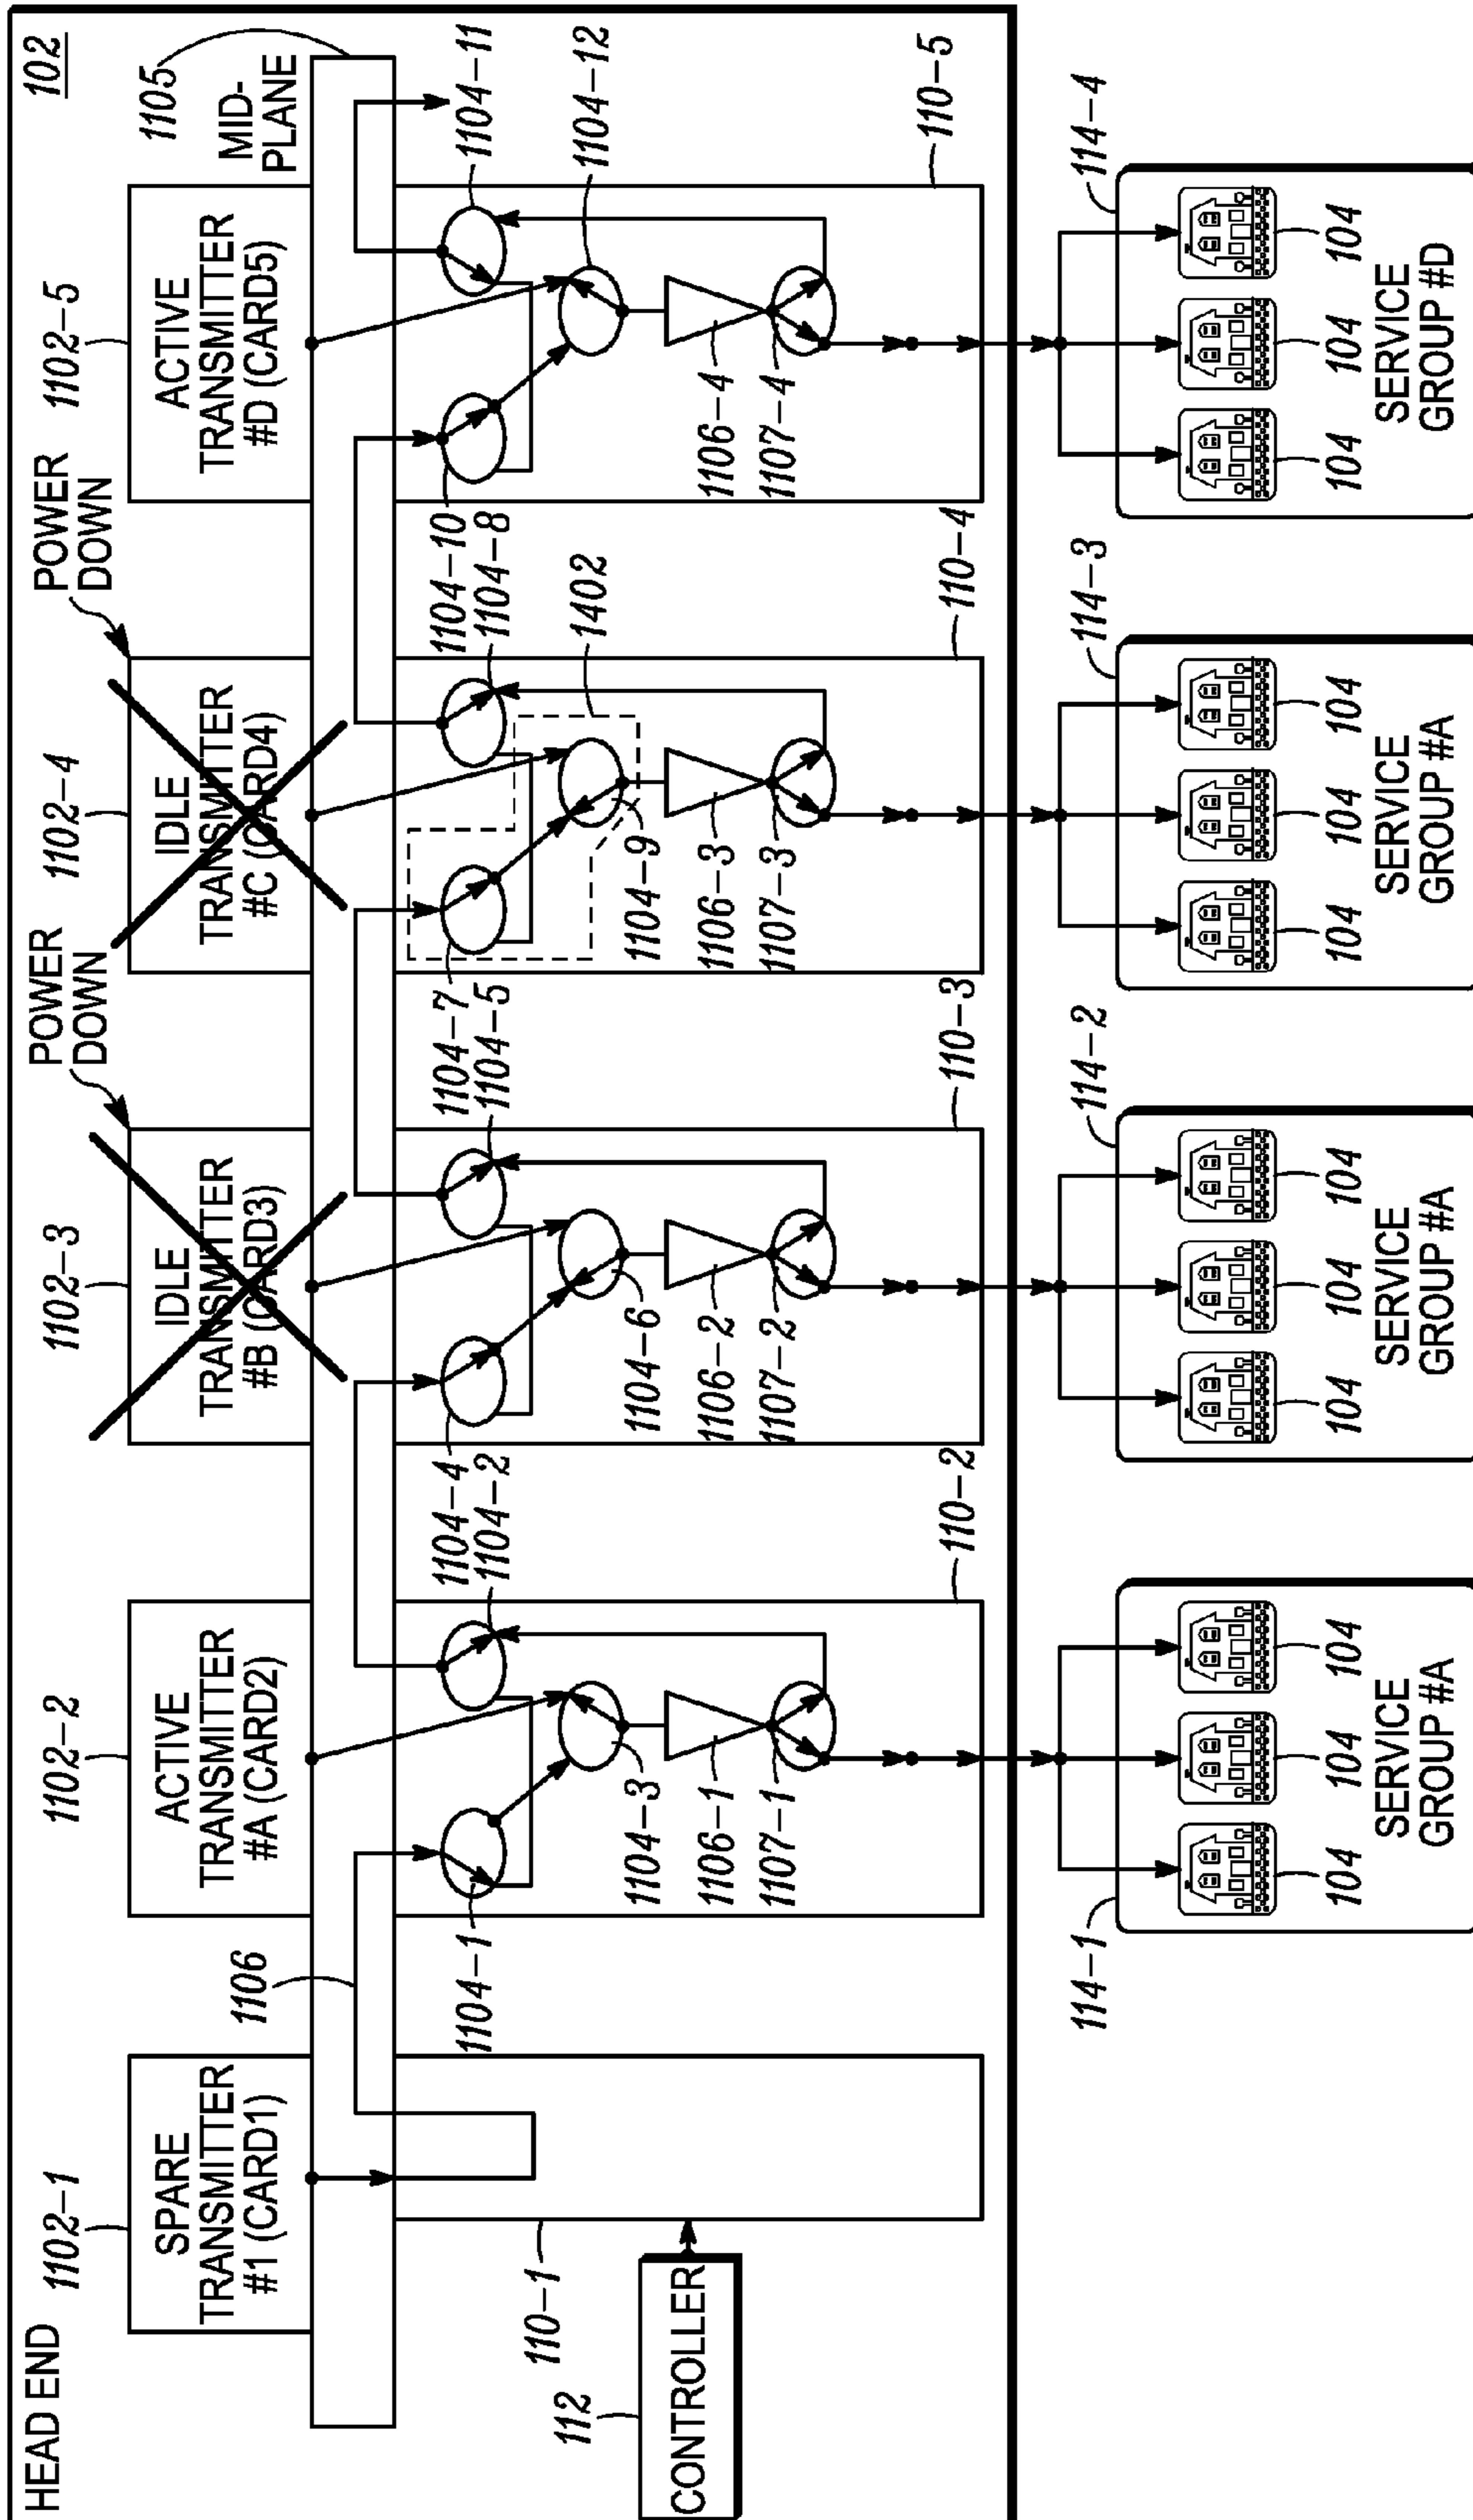 HEAD END
102
1102-1
1102-2
1102-3
1102-4
1102-5
1105
POWER
DOWN
POWER
DOWN
MID-
PLANE
SPARE
TRANSMITTER
#1 (CARD1)
ACTIVE
TRANSMITTER
#A (CARD2)
IDLE
TRANSMITTER
#B (CARD3)
IDLE
TRANSMITTER
#C (CARD4)
ACTIVE
TRANSMITTER
#D (CARD5)
1106
1104-1
1104-4
1104-2
1104-7
1104-5
1104-10
1104-8
1104-11
1104-12
1402
1104-3
1104-6
1104-9
1106-1
1106-2
1106-3
1106-4
1107-1
1107-2
1107-3
1107-4
110-1
110-2
110-3
110-4
110-5
112
CONTROLLER
114-1
114-2
114-3
114-4
104 104 104
104 104 104
104 104 104
104 104 104
SERVICE
GROUP #A
SERVICE
GROUP #A
SERVICE
GROUP #A
SERVICE
GROUP #D